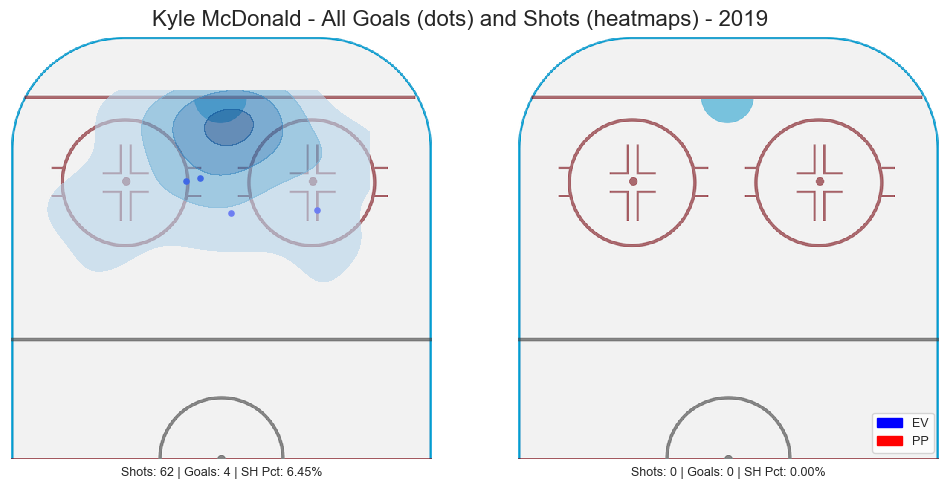 Kyle McDonald - All Goals (dots) and Shots (heatmaps) - 2019
EV
PP
Shots: 62 | Goals: 4 | SH Pct: 6.45%
Shots: 0 | Goals: 0 | SH Pct: 0.00%